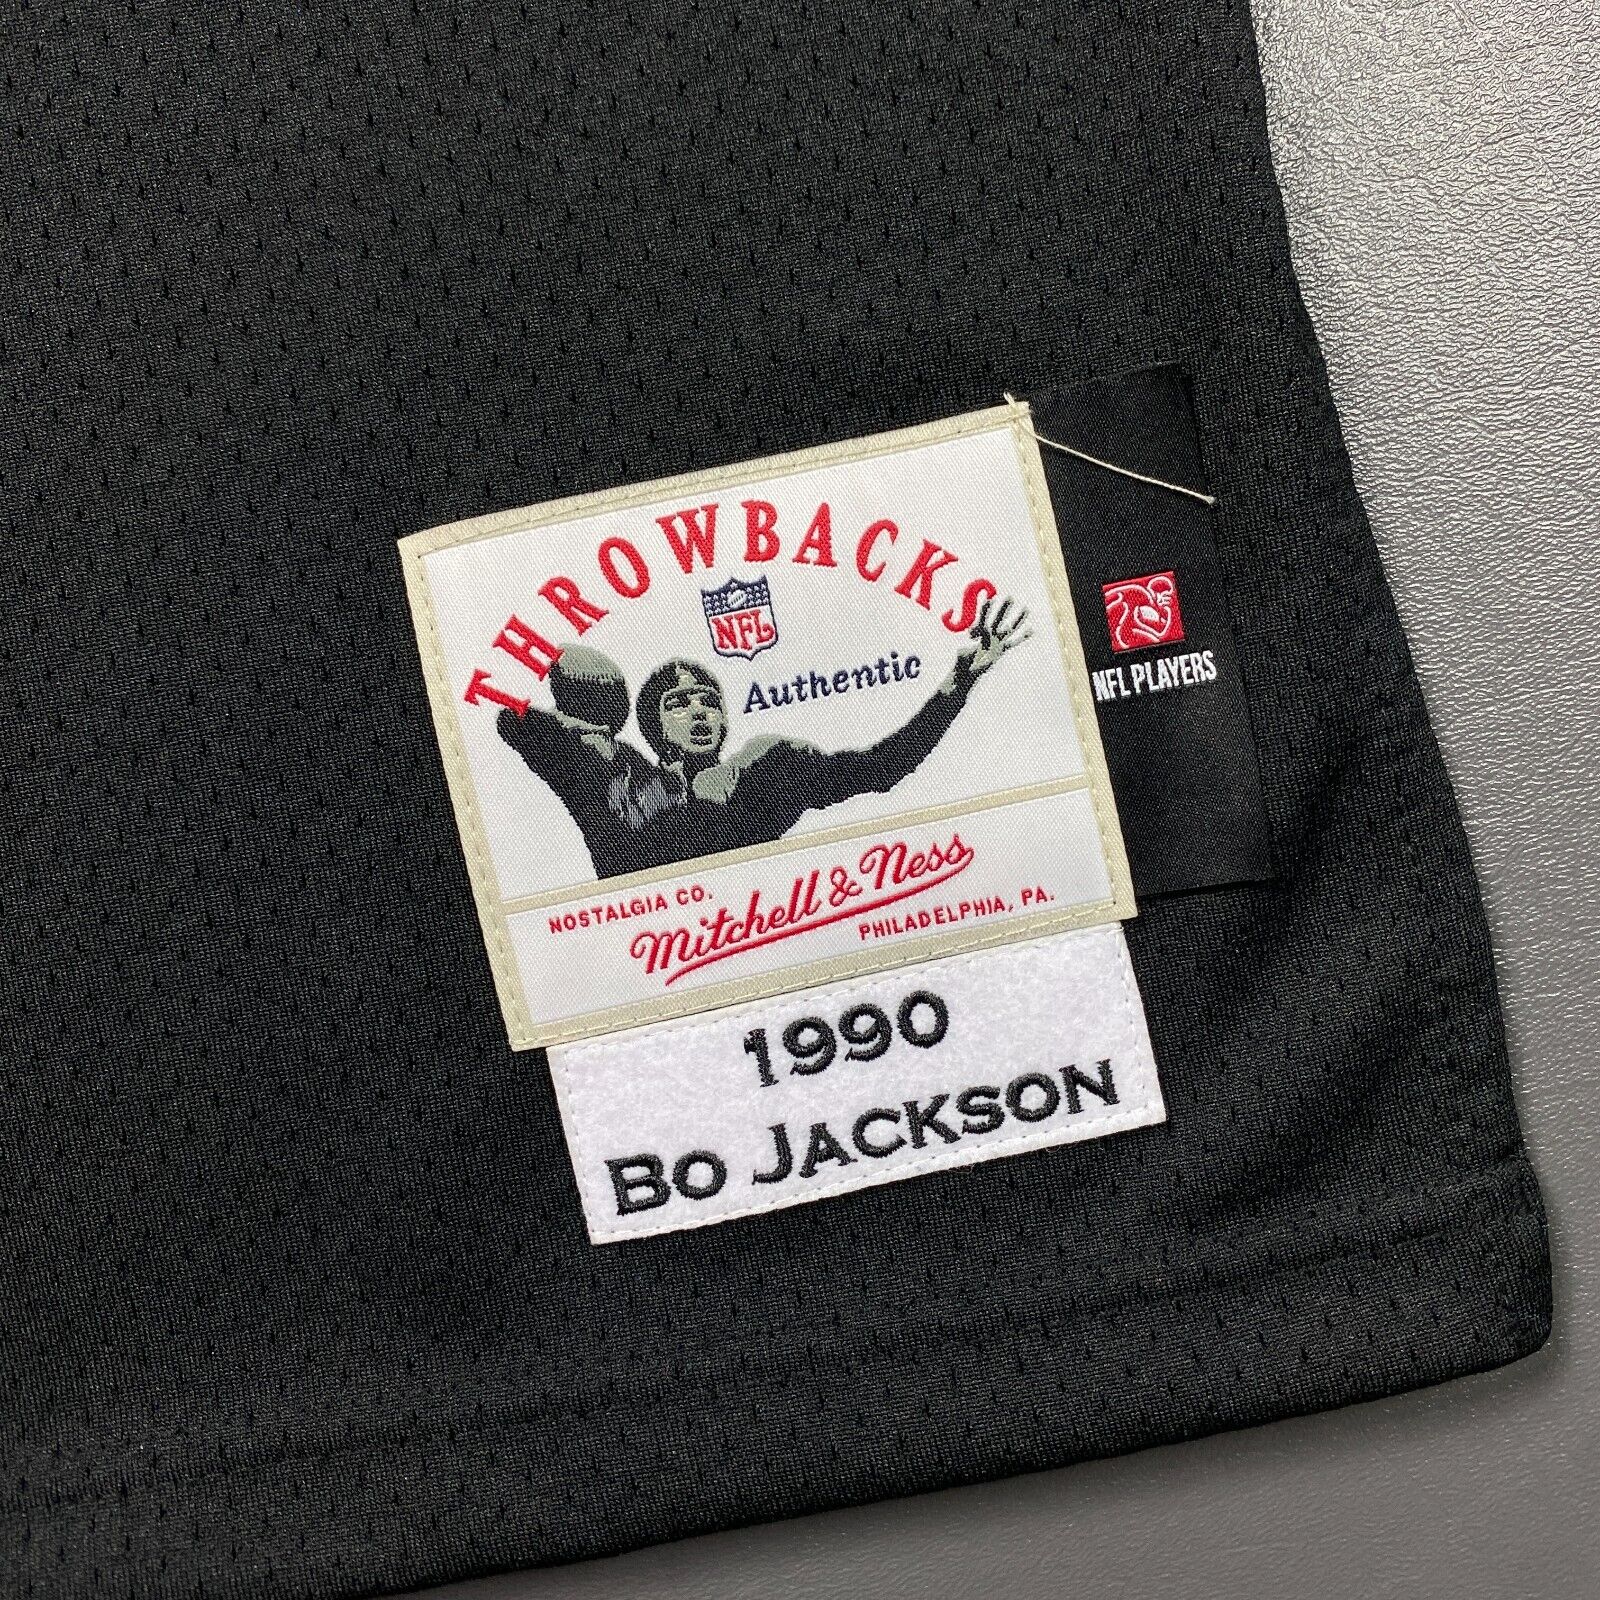 THROWBACKS
NFL
Authentic
NFL PLAYERS
NOSTALGIA CO.
Mitchell & Ness
PHILADELPHIA, PA.
1990
BO JACKSON